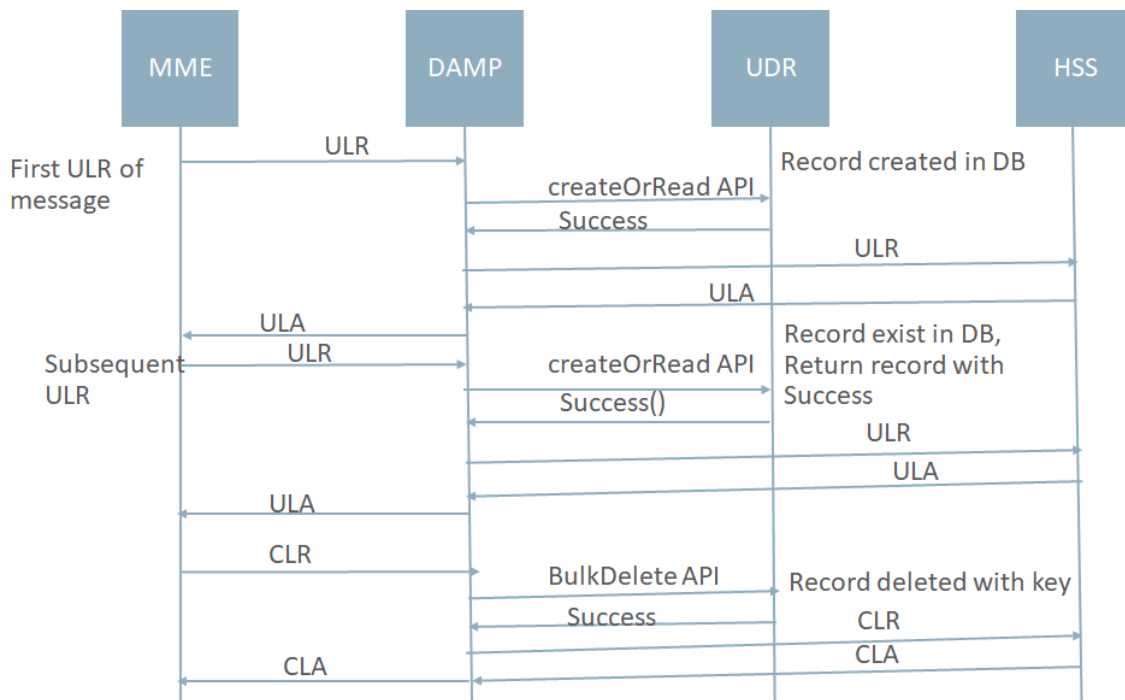 MME
DAMP
UDR
HSS
ULR
First ULR of
message
Record created in DB
createOrRead API
Success
ULR
ULA
ULA
Subsequent
ULR
ULR
createOrRead API
Record exist in DB,
Return record with
Success
Success()
ULR
ULA
ULA
CLR
BulkDelete API
Record deleted with key
Success
CLR
CLA
CLA